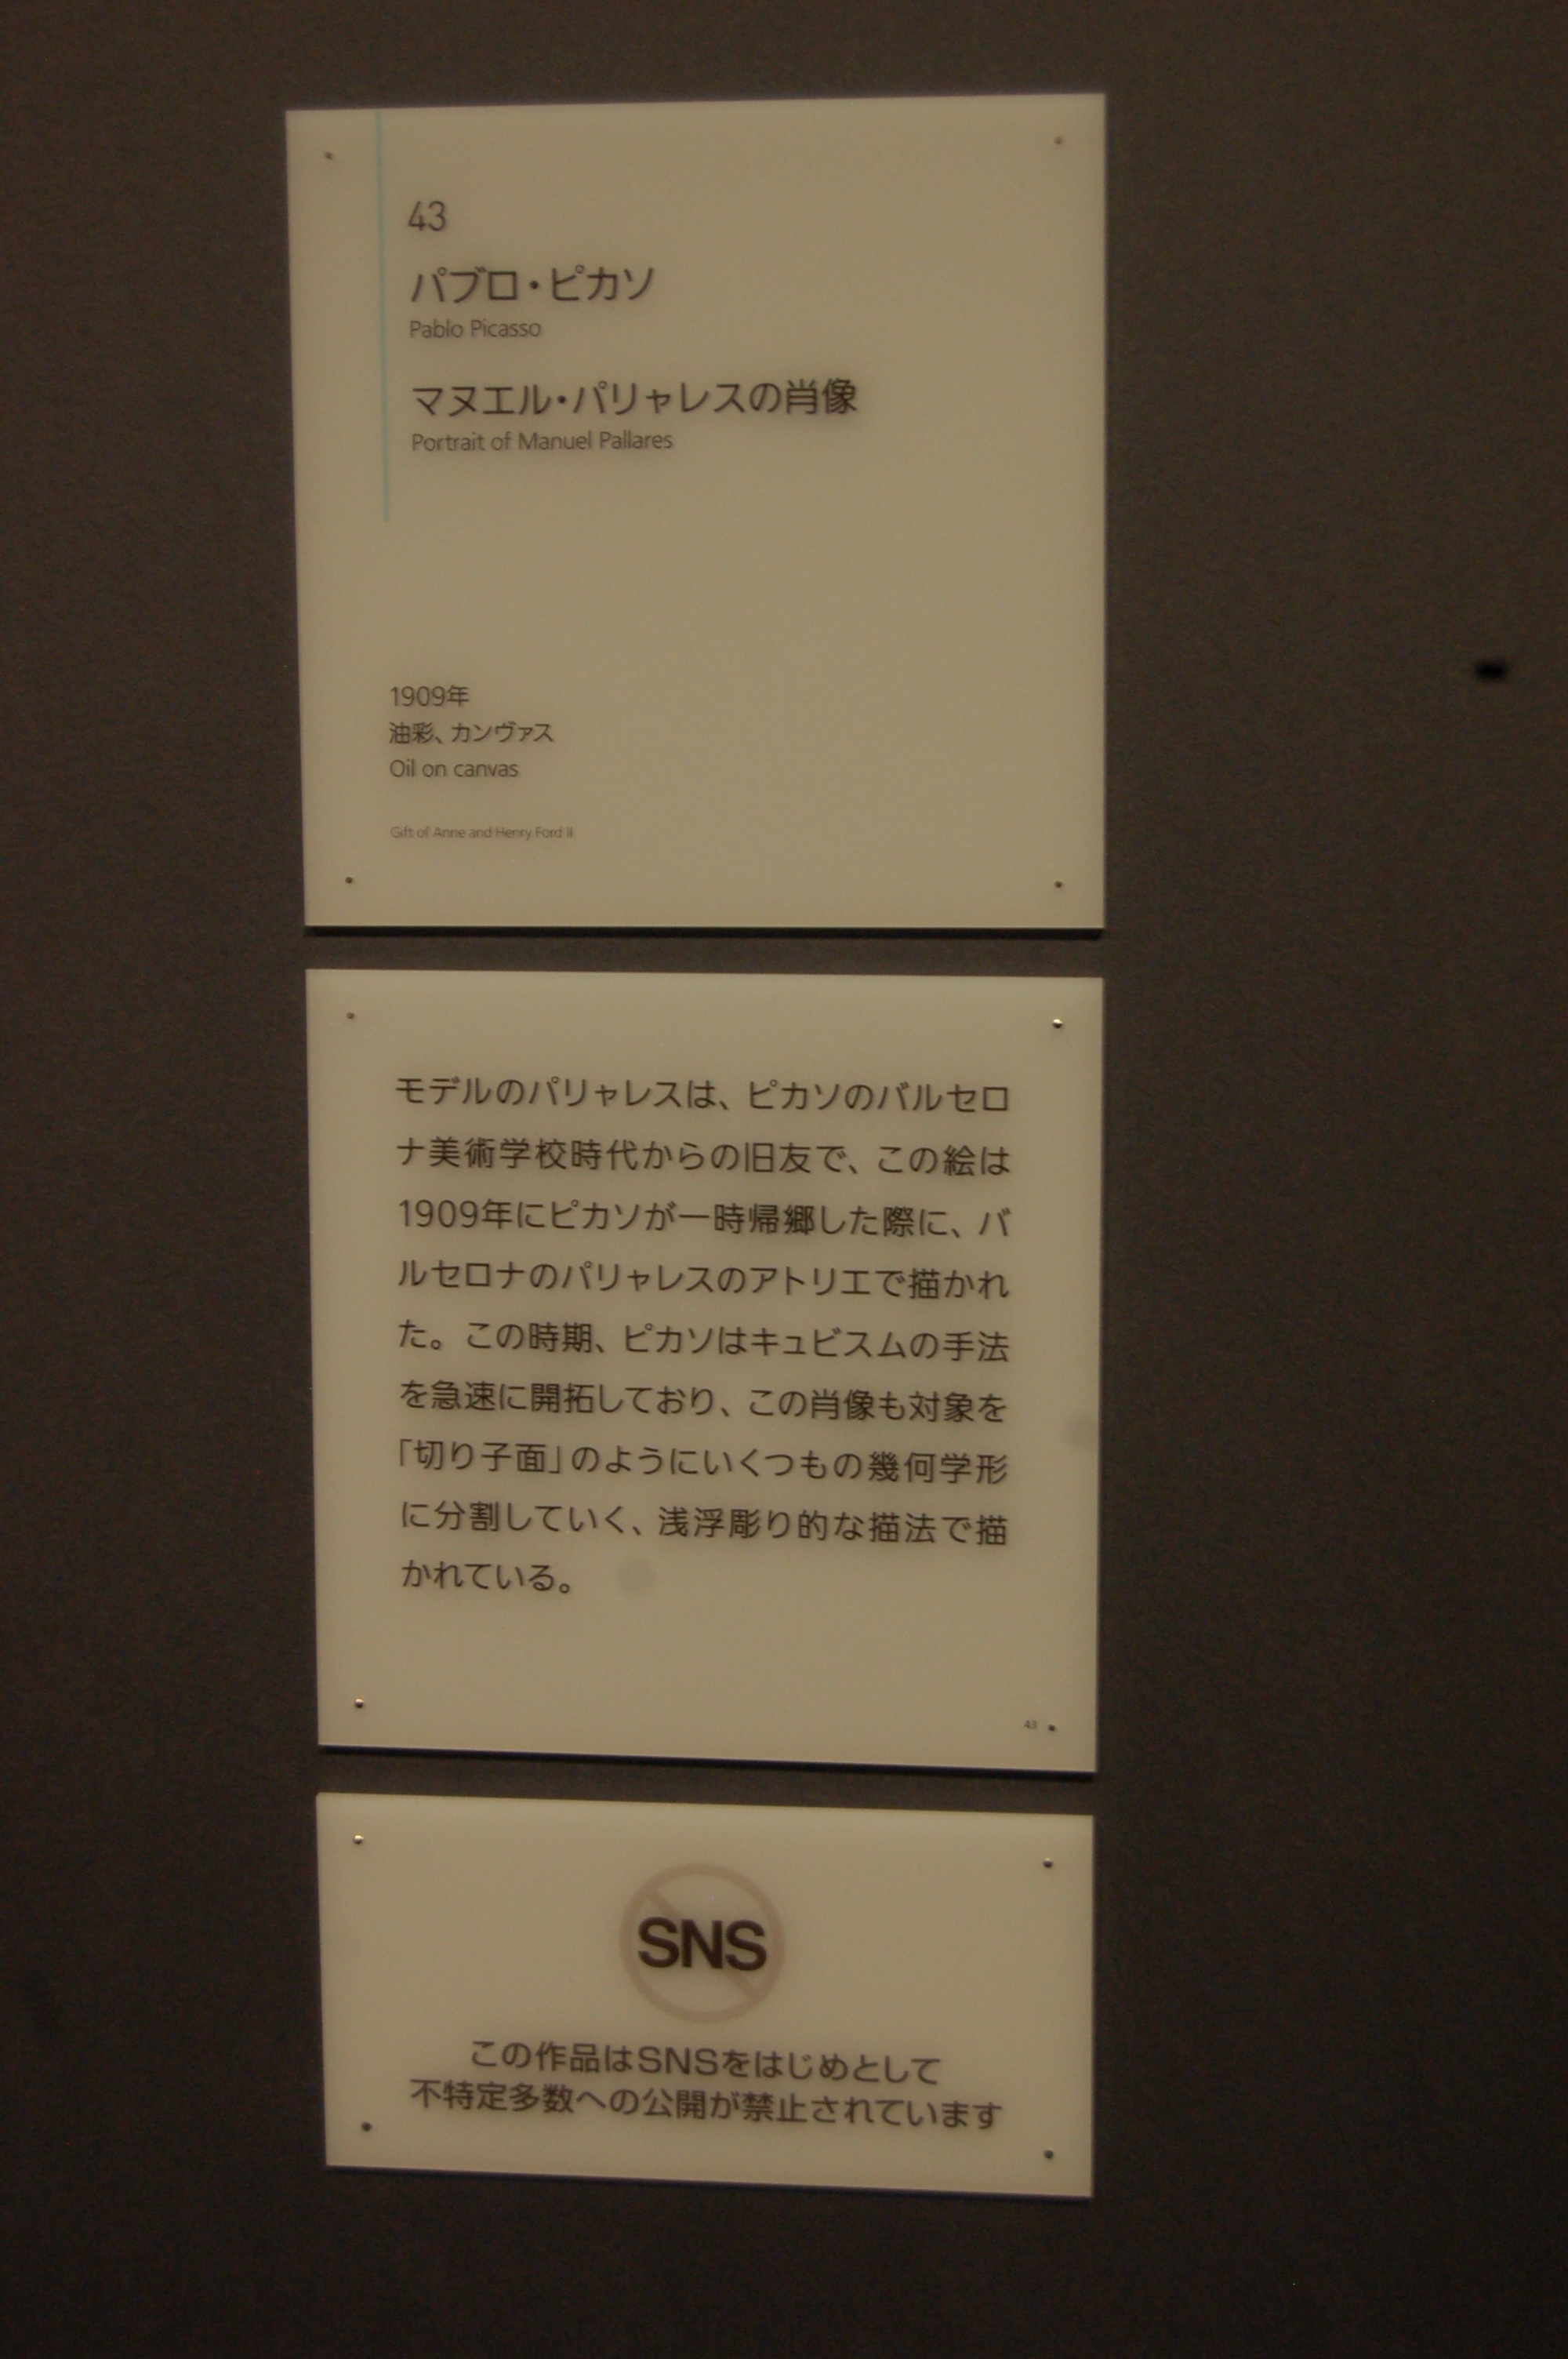 43
パブロ・ピカソ
Pablo Picasso
マヌエル・パリャレスの肖像
Portrait of Manuel Pallares
1909年
油彩、カンヴァス
Oil on canvas
Gift of Anne and Henry Ford II
モデルのパリャレスは、ピカソのバルセロ
ナ美術学校時代からの旧友で、この絵は
1909年にピカソが一時帰郷した際に、バ
ルセロナのパリャレスのアトリエで描かれ
た。この時期、ピカソはキュビスムの手法
を急速に開拓しており、この肖像も対象を
「切り子面」のようにいくつもの幾何学形
に分割していく、浅浮彫り的な描法で描
かれている。
43
SNS
この作品はSNSをはじめとして
不特定多数への公開が禁止されています